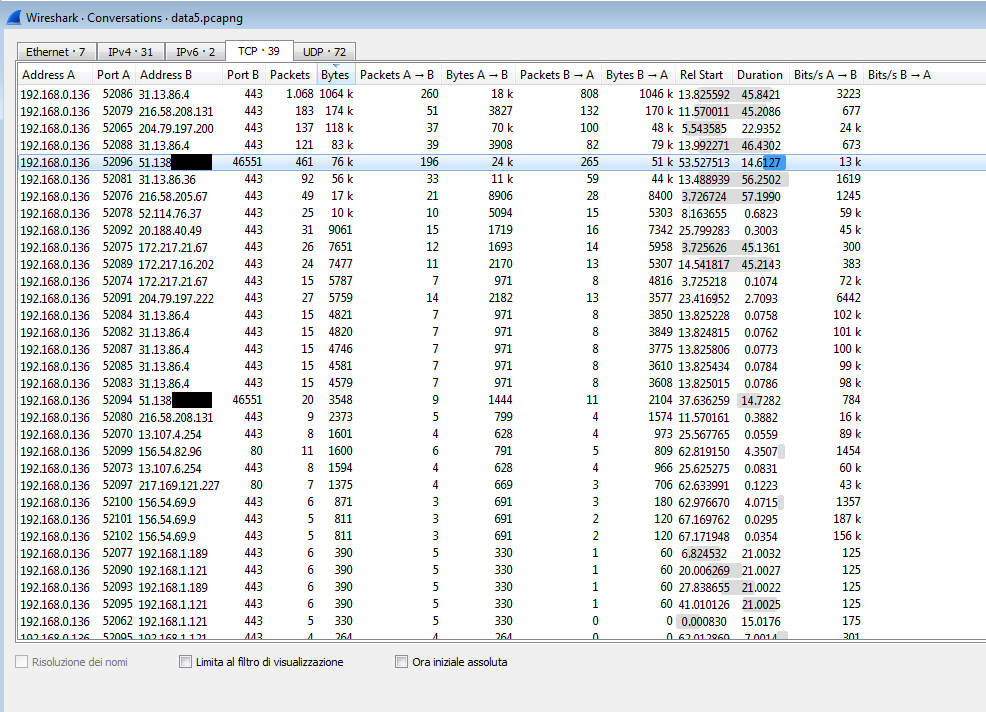 Wireshark · Conversations · data5.pcapng
Ethernet · 7 IPv4 · 31 IPv6 · 2 TCP · 39 UDP · 72
Address A Port A Address B Port B Packets Bytes Packets A → B Bytes A → B Packets B → A Bytes B → A Rel Start Duration Bits/s A → B Bits/s B → A
192.168.0.136 52086 31.13.86.4 443 1.068 1064 k 260 18 k 808 1046 k 13.825592 45.8421 3223
192.168.0.136 52079 216.58.208.131 443 183 174 k 51 3827 132 170 k 11.570011 45.2086 677
192.168.0.136 52065 204.79.197.200 443 137 118 k 37 70 k 100 48 k 5.543585 22.9352 24 k
192.168.0.136 52088 31.13.86.4 443 121 83 k 39 3908 82 79 k 13.992271 46.4302 673
192.168.0.136 52096 51.138 46551 461 76 k 196 24 k 265 51 k 53.527513 14.6127 13 k
192.168.0.136 52081 31.13.86.36 443 92 56 k 33 11 k 59 44 k 13.488939 56.2502 1619
192.168.0.136 52076 216.58.205.67 443 49 17 k 21 8906 28 8400 3.726724 57.1990 1245
192.168.0.136 52078 52.114.76.37 443 25 10 k 10 5094 15 5303 8.163655 0.6823 59 k
192.168.0.136 52092 20.188.40.49 443 31 9061 15 1719 16 7342 25.799283 0.3003 45 k
192.168.0.136 52075 172.217.21.67 443 26 7651 12 1693 14 5958 3.725626 45.1361 300
192.168.0.136 52089 172.217.16.202 443 24 7477 11 2170 13 5307 14.541817 45.2143 383
192.168.0.136 52074 172.217.21.67 443 15 5787 7 971 8 4816 3.725218 0.1074 72 k
192.168.0.136 52091 204.79.197.222 443 27 5759 14 2182 13 3577 23.416952 2.7093 6442
192.168.0.136 52084 31.13.86.4 443 15 4821 7 971 8 3850 13.825228 0.0758 102 k
192.168.0.136 52082 31.13.86.4 443 15 4820 7 971 8 3849 13.824815 0.0762 101 k
192.168.0.136 52087 31.13.86.4 443 15 4746 7 971 8 3775 13.825806 0.0773 100 k
192.168.0.136 52085 31.13.86.4 443 15 4581 7 971 8 3610 13.825434 0.0784 99 k
192.168.0.136 52083 31.13.86.4 443 15 4579 7 971 8 3608 13.825015 0.0786 98 k
192.168.0.136 52094 51.138 46551 20 3548 9 1444 11 2104 37.636259 14.7282 784
192.168.0.136 52080 216.58.208.131 443 9 2373 5 799 4 1574 11.570161 0.3882 16 k
192.168.0.136 52070 13.107.4.254 443 8 1601 4 628 4 973 25.567765 0.0559 89 k
192.168.0.136 52099 156.54.82.96 80 11 1600 6 791 5 809 62.819150 4.3507 1454
192.168.0.136 52073 13.107.6.254 443 8 1594 4 628 4 966 25.625275 0.0831 60 k
192.168.0.136 52097 217.169.121.227 80 7 1375 4 669 3 706 62.633991 0.1223 43 k
192.168.0.136 52100 156.54.69.9 443 6 871 3 691 3 180 62.976670 4.0715 1357
192.168.0.136 52101 156.54.69.9 443 5 811 3 691 2 120 67.169762 0.0295 187 k
192.168.0.136 52102 156.54.69.9 443 5 811 3 691 2 120 67.171948 0.0354 156 k
192.168.0.136 52077 192.168.1.189 443 6 390 5 330 1 60 6.824532 21.0032 125
192.168.0.136 52090 192.168.1.121 443 6 390 5 330 1 60 20.006269 21.0027 125
192.168.0.136 52093 192.168.1.189 443 6 390 5 330 1 60 27.838655 21.0022 125
192.168.0.136 52095 192.168.1.121 443 6 390 5 330 1 60 41.010126 21.0025 125
192.168.0.136 52062 192.168.1.121 443 5 330 5 330 0 0 0.000830 15.0176 175
192.168.0.136 52095 192.168.1.121 443 4 264 4 264 0 0 62.012869 7.0014 301
Risoluzione dei nomi Limita al filtro di visualizzazione Ora iniziale assoluta